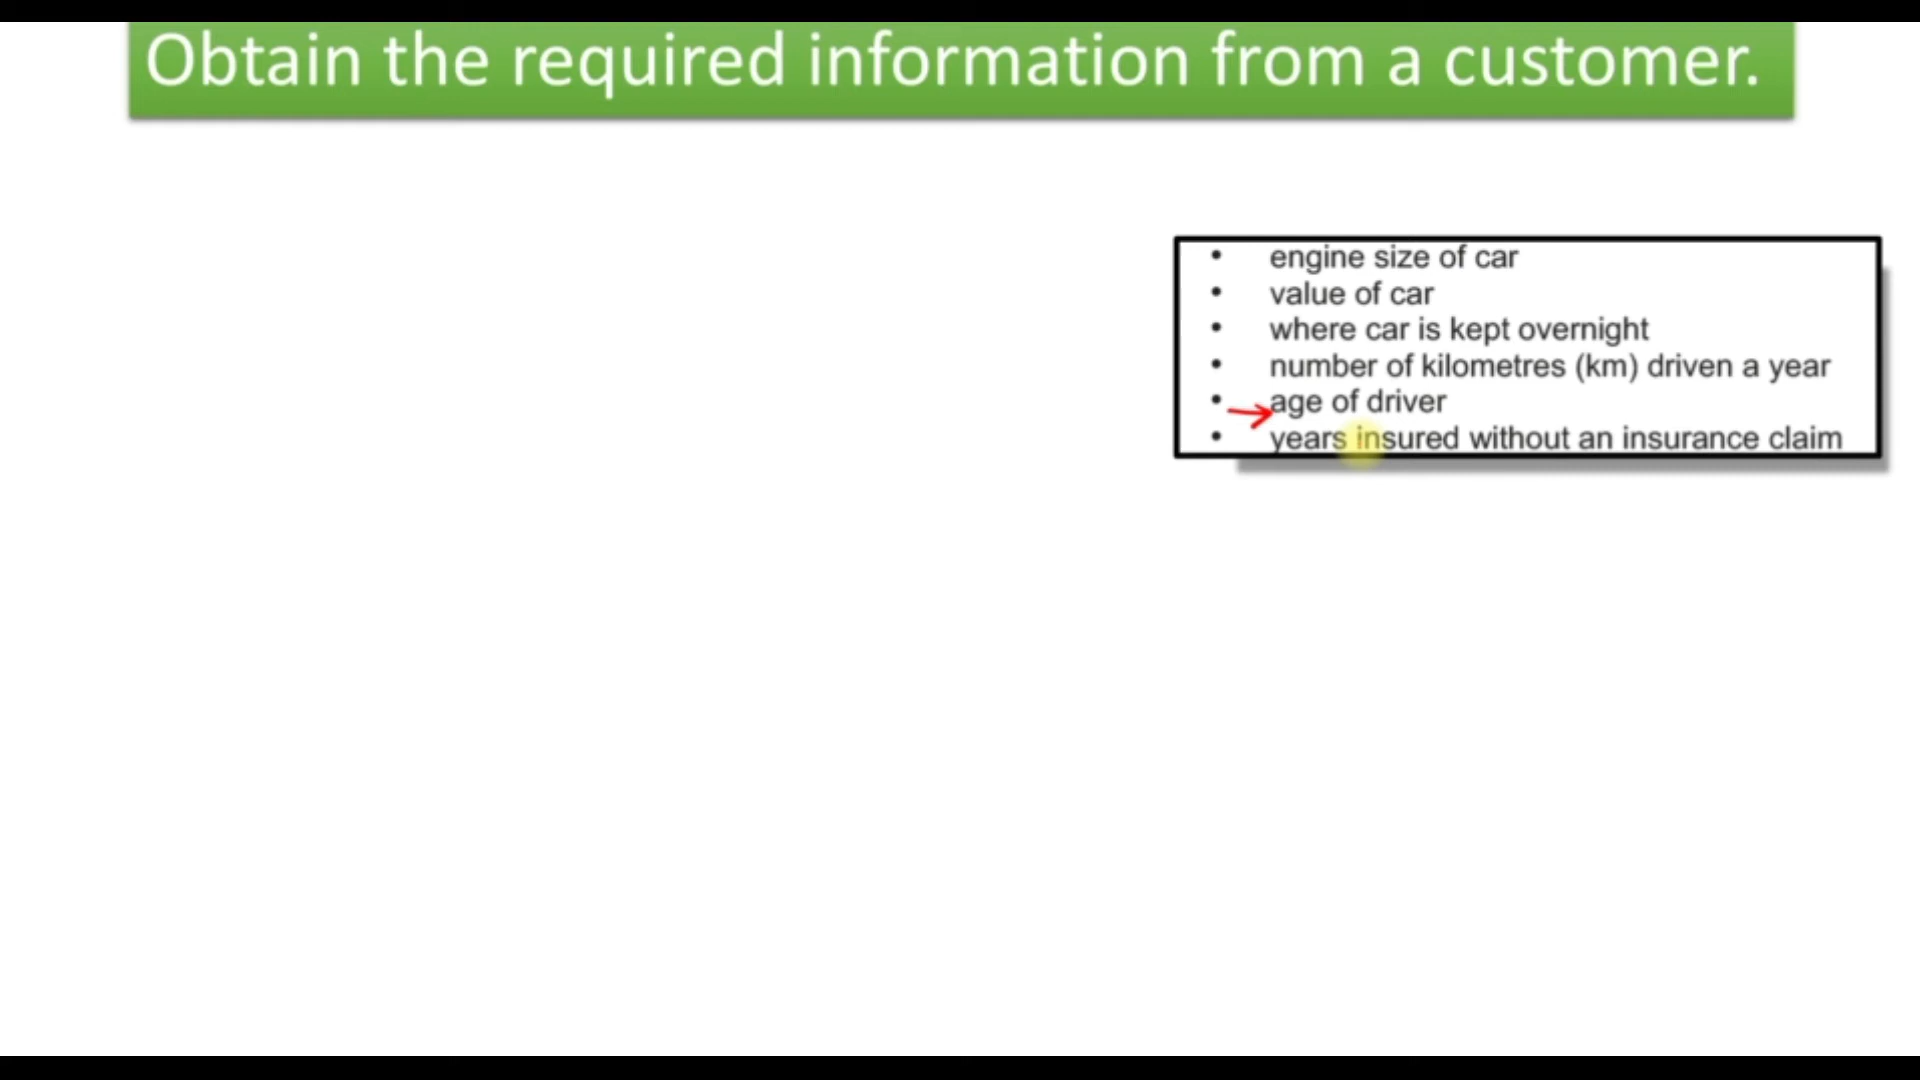 Obtain the required information from a customer.
• engine size of car
• value of car
• where car is kept overnight
• number of kilometres (km) driven a year
• age of driver
• years insured without an insurance claim